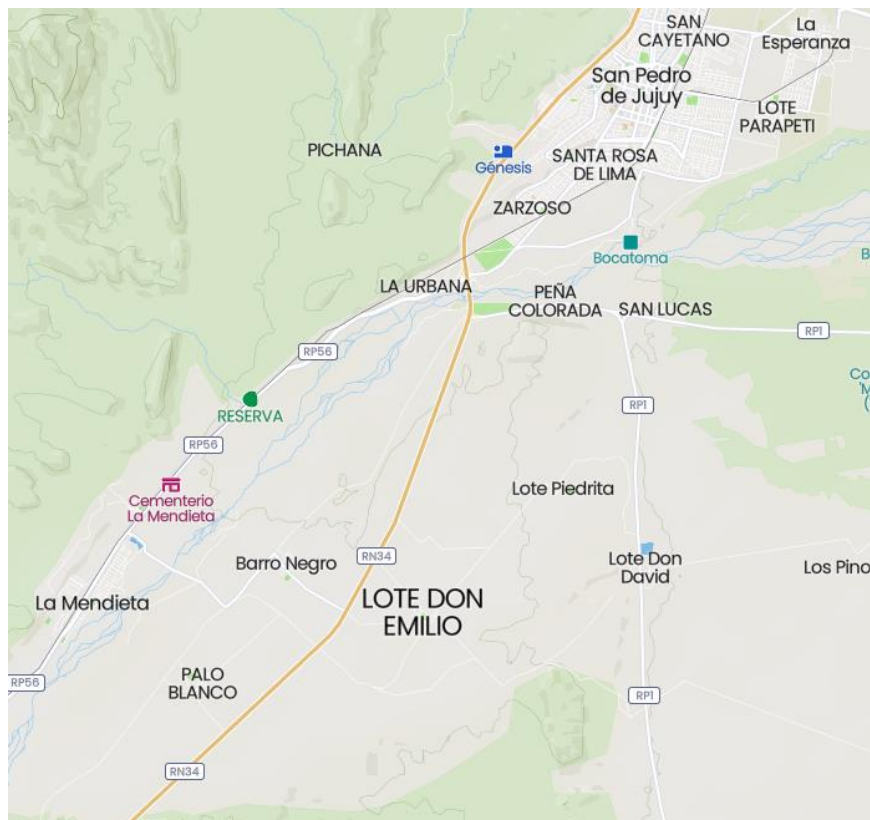 SAN
CAYETANO
La
Esperanza
San Pedro
de Jujuy
LOTE
PARAPETI
PICHANA
Génesis
SANTA ROSA
DE LIMA
ZARZOSO
Bocatoma
B
LA URBANA
PEÑA
COLORADA
SAN LUCAS
RP1
RP56
Co
'M
(
RP1
RESERVA
RP56
Cementerio
La Mendieta
Lote Piedrita
RN34
Barro Negro
Lote Don
David
Los Pino
La Mendieta
LOTE DON
EMILIO
PALO
BLANCO
RP56
RP1
RN34